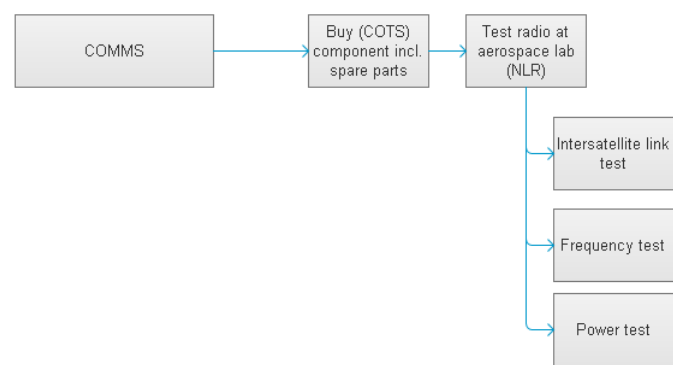 COMMS
Buy (COTS)
component incl.
spare parts
Test radio at
aerospace lab
(NLR)
Intersatellite link
test
Frequency test
Power test